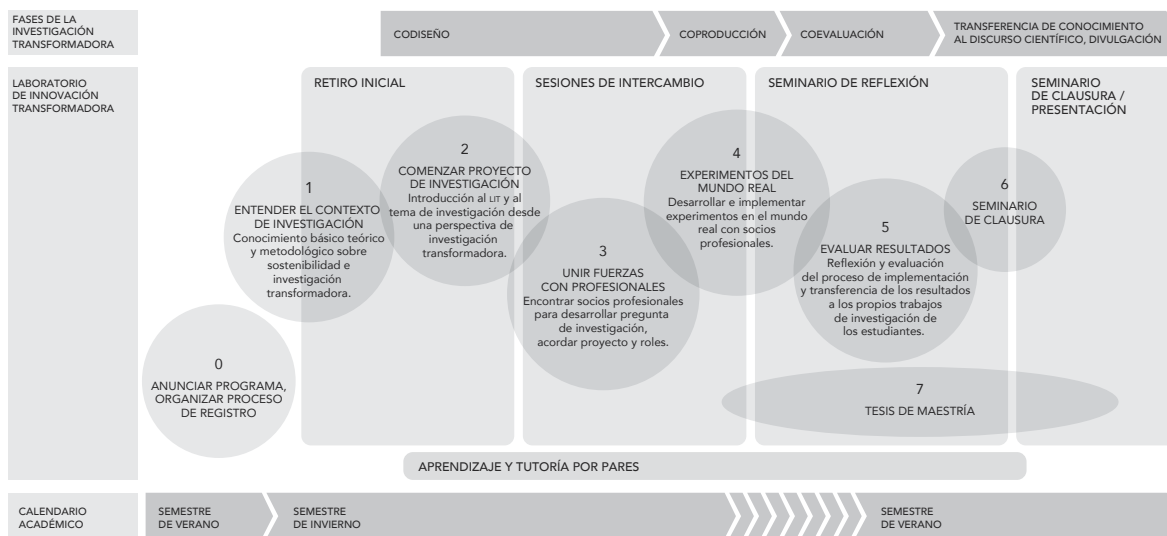 FASES DE LA
INVESTIGACIÓN
TRANSFORMADORA
CODISEÑO
COPRODUCCIÓN
COEVALUACIÓN
TRANSFERENCIA DE CONOCIMIENTO
AL DISCURSO CIENTÍFICO, DIVULGACIÓN
LABORATORIO
DE INNOVACIÓN
TRANSFORMADORA
RETIRO INICIAL
SESIONES DE INTERCAMBIO
SEMINARIO DE REFLEXIÓN
SEMINARIO
DE CLAUSURA /
PRESENTACIÓN
0
ANUNCIAR PROGRAMA,
ORGANIZAR PROCESO
DE REGISTRO
1
ENTENDER EL CONTEXTO
DE INVESTIGACIÓN
Conocimiento básico teórico
y metodológico sobre
sostenibilidad e
investigación
transformadora.
2
COMENZAR PROYECTO
DE INVESTIGACIÓN
Introducción al LIT y al
tema de investigación desde
una perspectiva de
investigación
transformadora.
3
UNIR FUERZAS
CON PROFESIONALES
Encontrar socios profesionales
para desarrollar pregunta
de investigación,
acordar proyecto y roles.
4
EXPERIMENTOS DEL
MUNDO REAL
Desarrollar e implementar
experimentos en el mundo
real con socios
profesionales.
5
EVALUAR RESULTADOS
Reflexión y evaluación
del proceso de implementación
y transferencia de los resultados
a los propios trabajos
de investigación de
los estudiantes.
6
SEMINARIO
DE CLAUSURA
7
TESIS DE MAESTRÍA
APRENDIZAJE Y TUTORÍA POR PARES
CALENDARIO
ACADÉMICO
SEMESTRE
DE VERANO
SEMESTRE
DE INVIERNO
SEMESTRE
DE VERANO